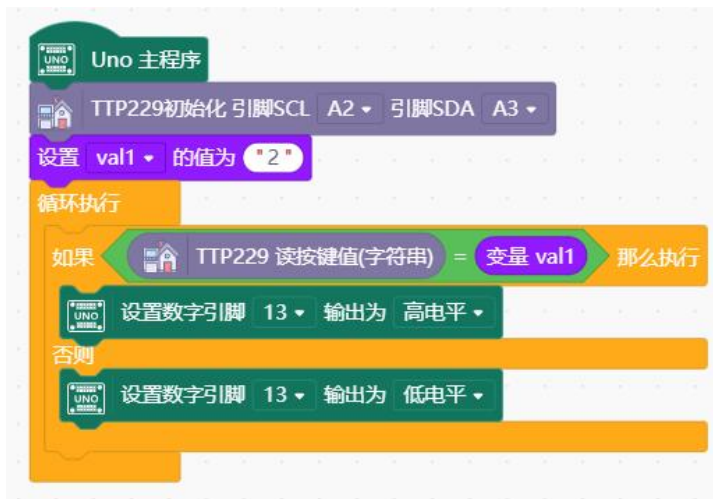 UNO Uno 主程序
TTP229初始化 引脚SCL A2 引脚SDA A3
设置 val1 的值为 "2"
循环执行
如果 TTP229 读按键值(字符串) = 变量 val1 那么执行
UNO 设置数字引脚 13 输出为 高电平
否则
UNO 设置数字引脚 13 输出为 低电平